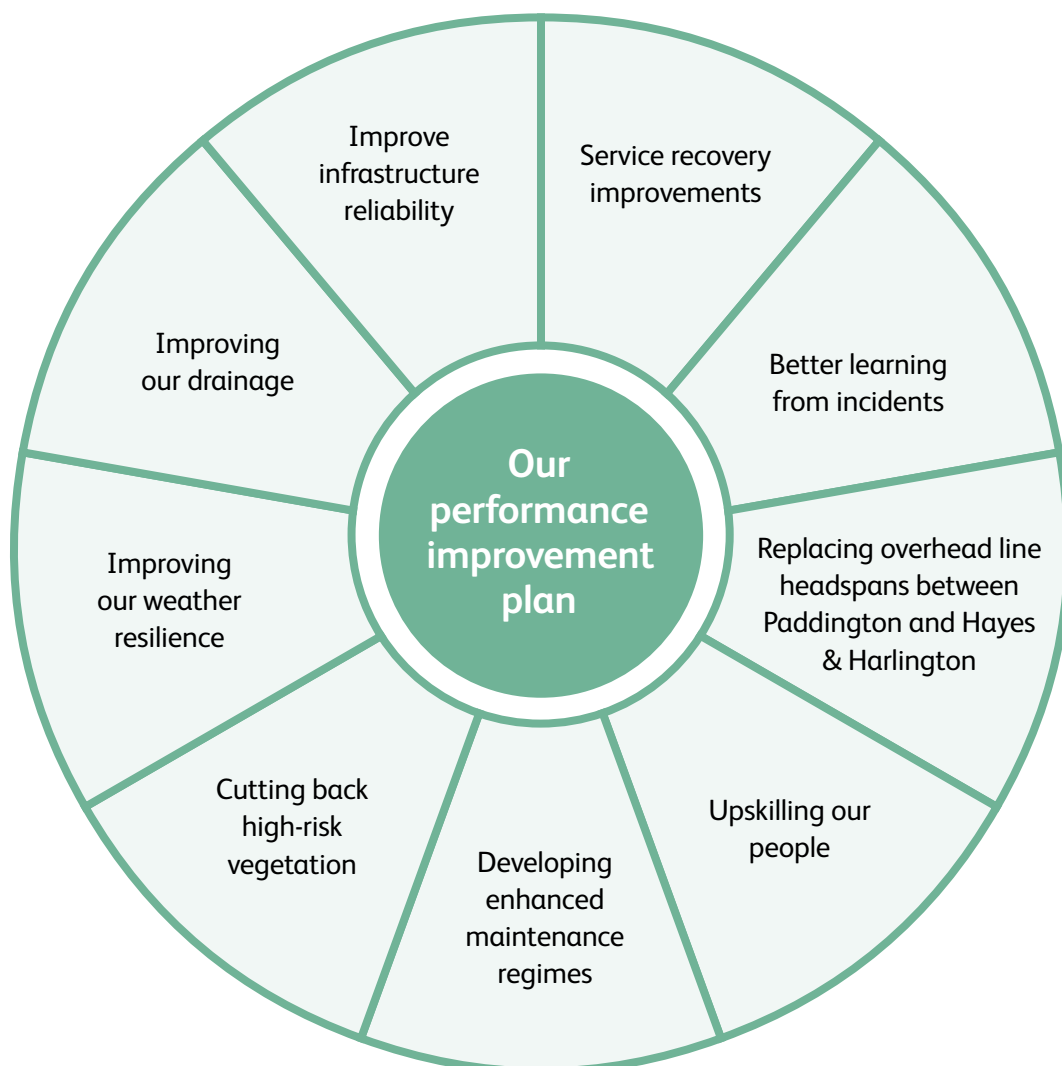 Our
performance
improvement
plan
Service recovery
improvements
Better learning
from incidents
Replacing overhead line
headspans between
Paddington and Hayes
& Harlington
Upskilling our
people
Developing
enhanced
maintenance
regimes
Cutting back
high-risk
vegetation
Improving
our weather
resilience
Improving
our drainage
Improve
infrastructure
reliability